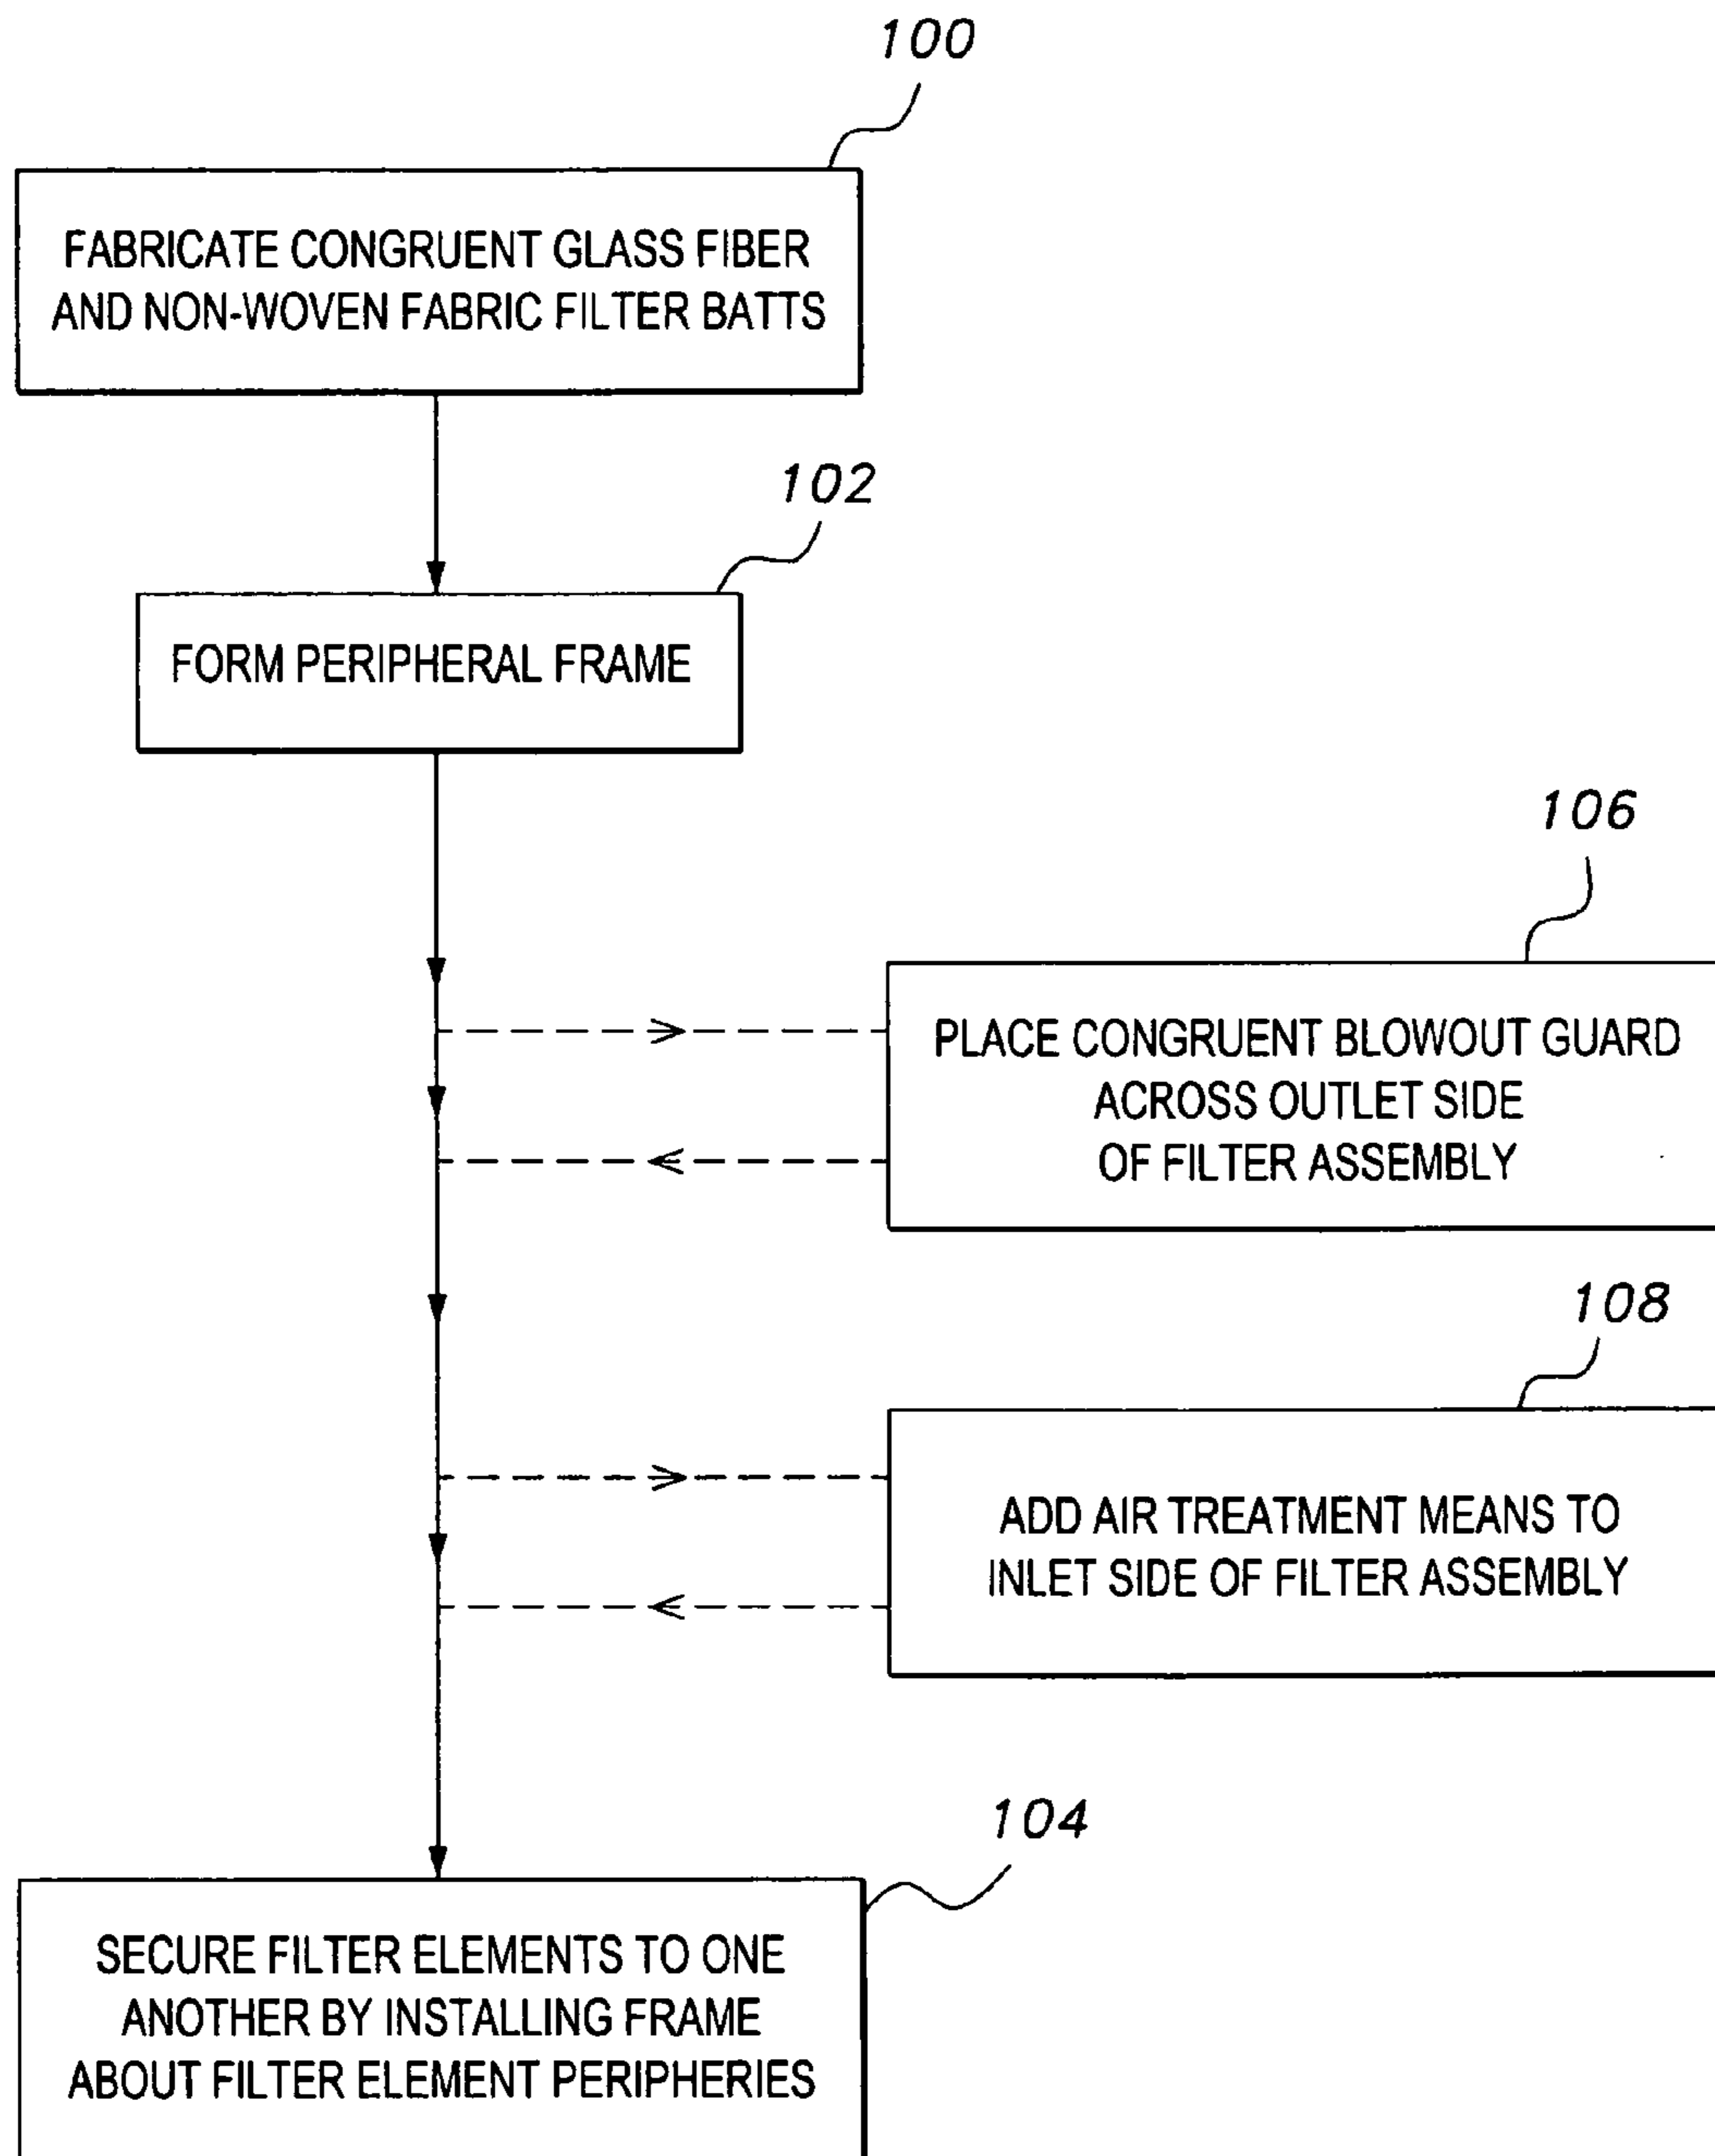 100
FABRICATE CONGRUENT GLASS FIBER
AND NON-WOVEN FABRIC FILTER BATTS
102
FORM PERIPHERAL FRAME
106
PLACE CONGRUENT BLOWOUT GUARD
ACROSS OUTLET SIDE
OF FILTER ASSEMBLY
108
ADD AIR TREATMENT MEANS TO
INLET SIDE OF FILTER ASSEMBLY
104
SECURE FILTER ELEMENTS TO ONE
ANOTHER BY INSTALLING FRAME
ABOUT FILTER ELEMENT PERIPHERIES